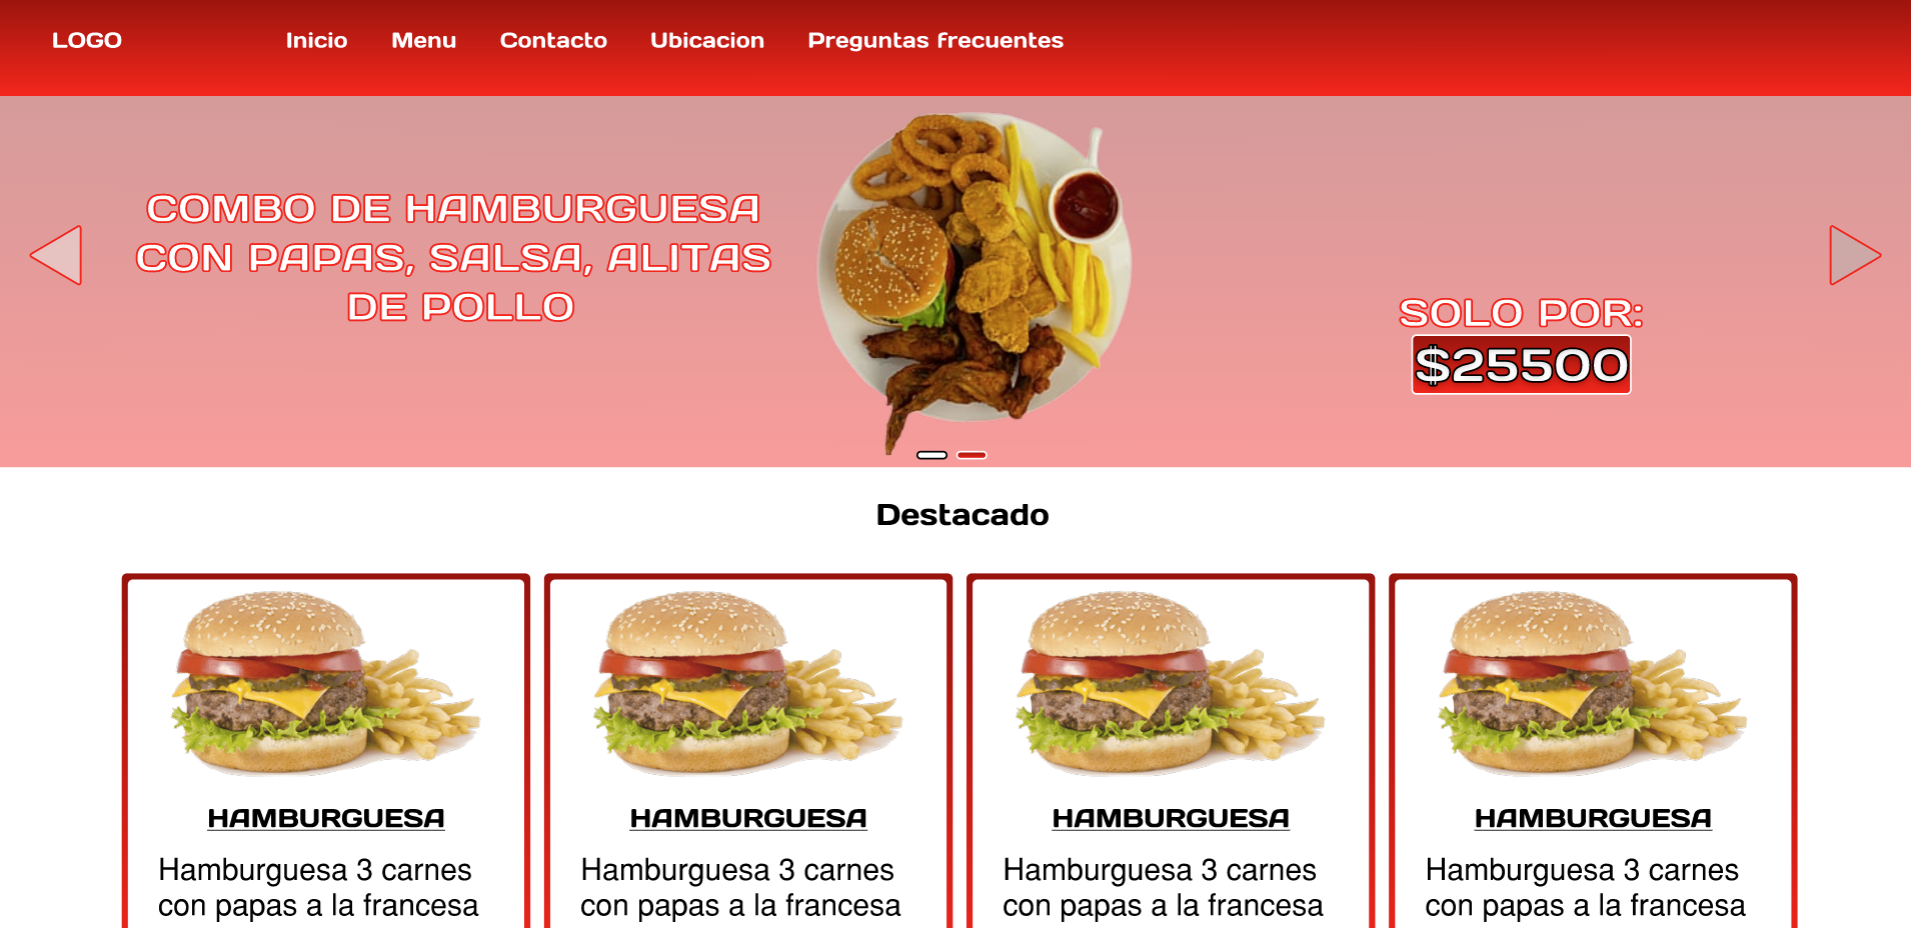 LOGO Inicio Menu Contacto Ubicacion Preguntas frecuentes
COMBO DE HAMBURGUESA
CON PAPAS, SALSA, ALITAS
DE POLLO
SOLO POR:
$25500
Destacado
HAMBURGUESA
Hamburguesa 3 carnes
con papas a la francesa
HAMBURGUESA
Hamburguesa 3 carnes
con papas a la francesa
HAMBURGUESA
Hamburguesa 3 carnes
con papas a la francesa
HAMBURGUESA
Hamburguesa 3 carnes
con papas a la francesa